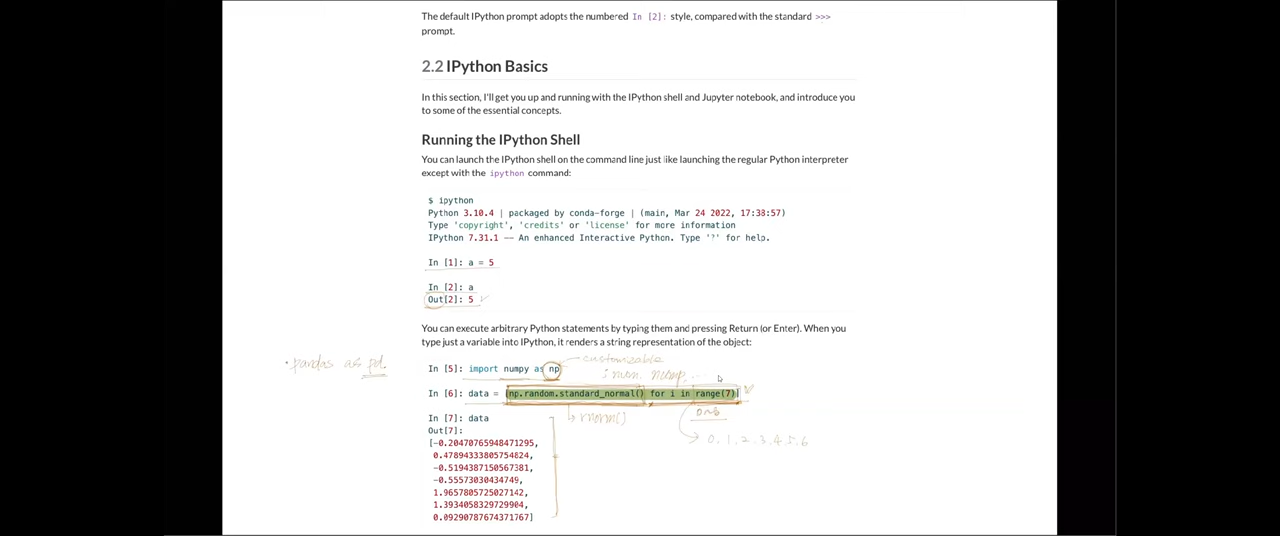 The default IPython prompt adopts the numbered In [2]: style, compared with the standard >>>
prompt.
2.2 IPython Basics
In this section, I'll get you up and running with the IPython shell and Jupyter notebook, and introduce you
to some of the essential concepts.
Running the IPython Shell
You can launch the IPython shell on the command line just like launching the regular Python interpreter
except with the ipython command:
$ ipython
Python 3.10.4 | packaged by conda-forge | (main, Mar 24 2022, 17:38:57)
Type 'copyright', 'credits' or 'license' for more information
IPython 7.31.1 -- An enhanced Interactive Python. Type '?' for help.
In [1]: a = 5
In [2]: a
Out[2]: 5
You can execute arbitrary Python statements by typing them and pressing Return (or Enter). When you
type just a variable into IPython, it renders a string representation of the object:
customizable
• pandas as pd.
In [5]: import numpy as np
In [6]: data = [np.random.standard_normal() for i in range(7)]
In [7]: data
rnorm()
Out[7]:
0.1.2.3.4.5.6
[-0.20470765948471295,
0.47894333805754824,
-0.5194387150567381,
-0.55573030434749,
1.9657805725027142,
1.3934058329729904,
0.09290787674371767]